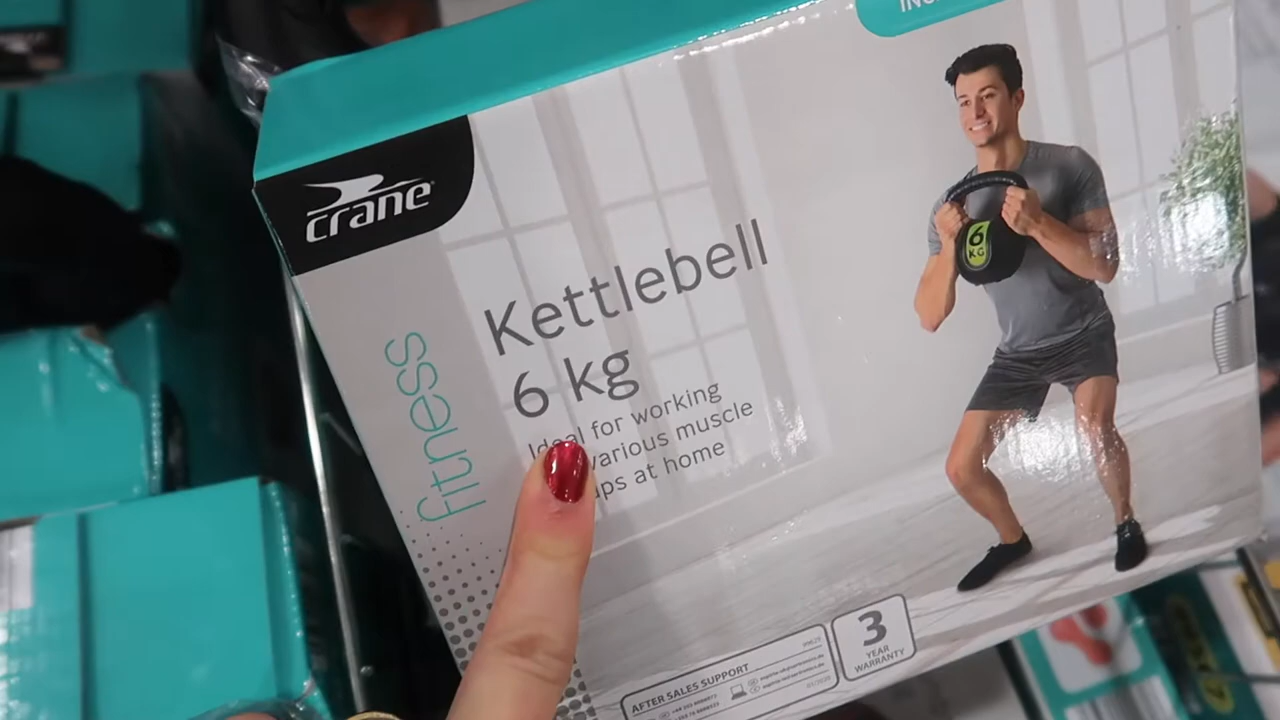 crane
fitness
Kettlebell
6 kg
Ideal for working
various muscle
ups at home
6
KG
AFTER SALES SUPPORT
3
YEAR
WARRANTY